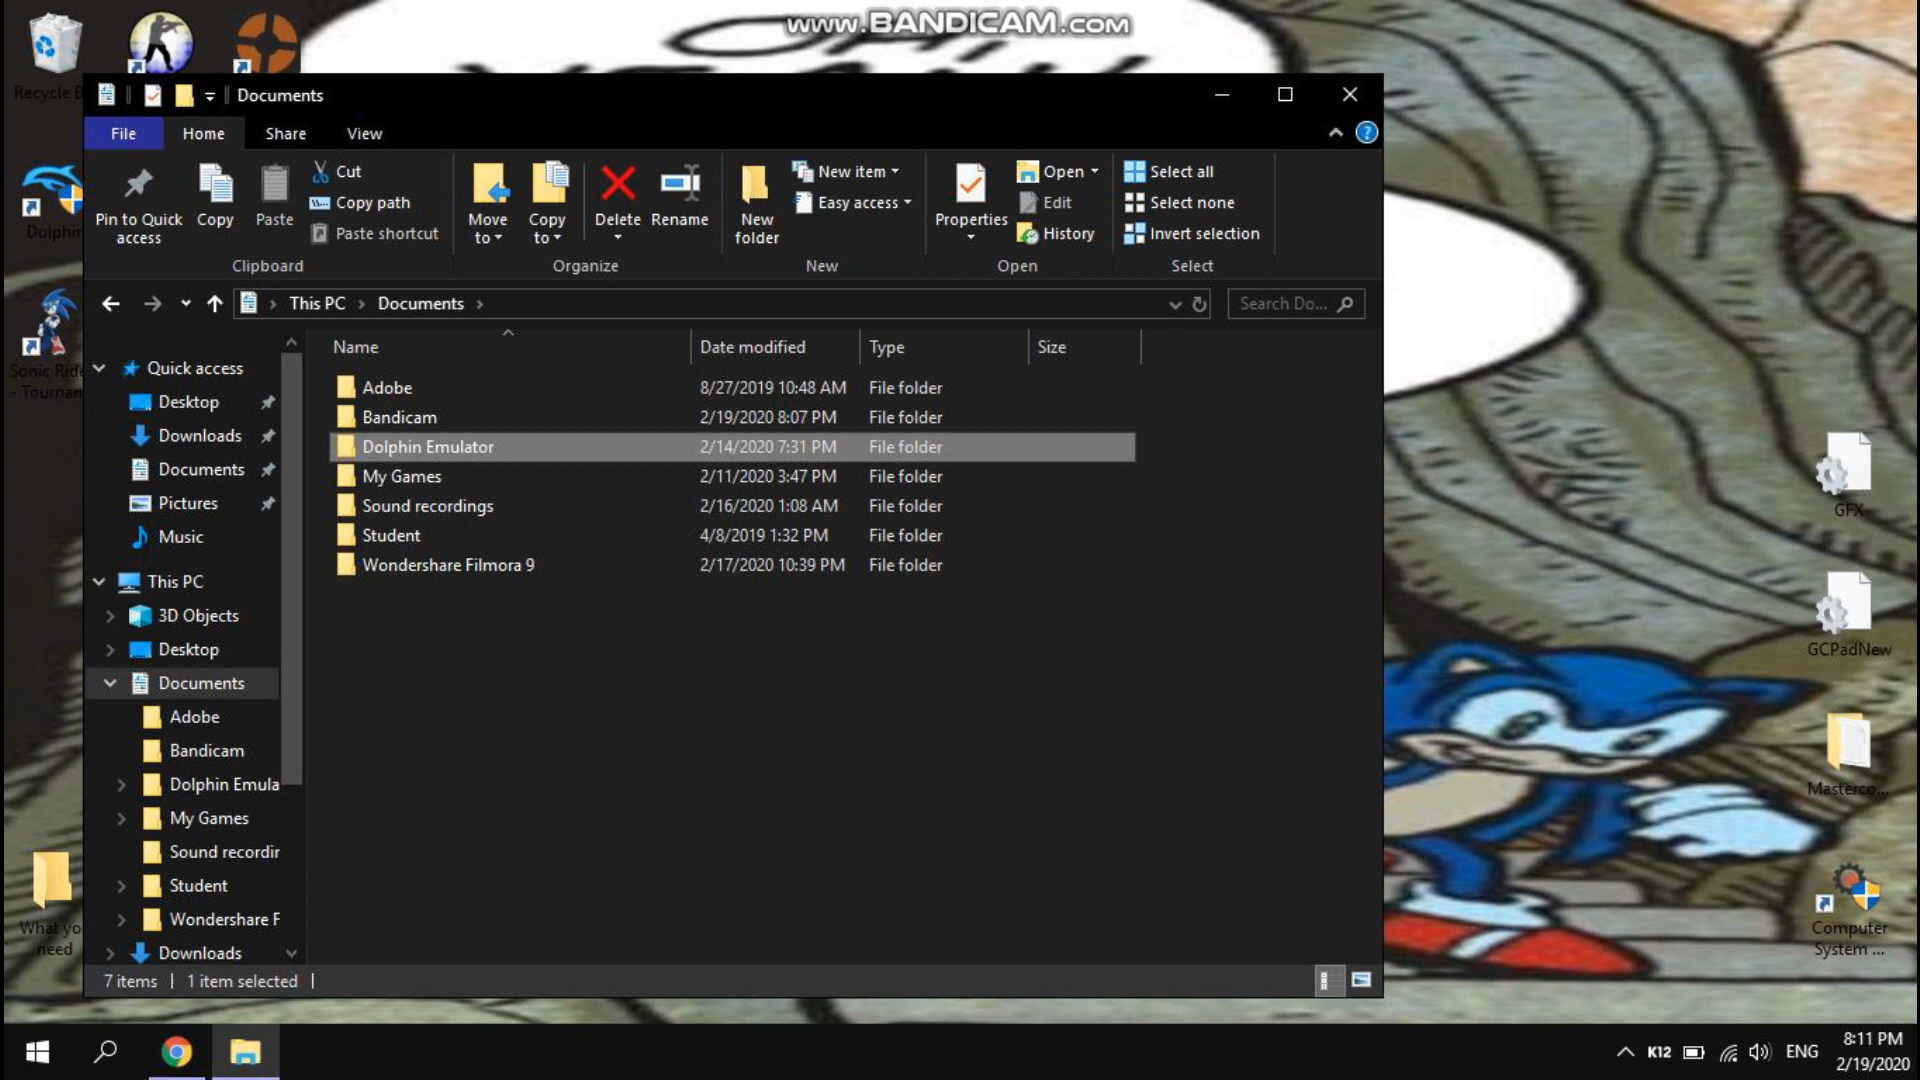 www.BANDICAM.com
Recycle B
Documents
File Home Share View
Pin to Quick access
Copy
Paste
Cut
Copy path
Paste shortcut
Move to
Copy to
Delete
Rename
New folder
New item
Easy access
Properties
Open
Edit
History
Select all
Select none
Invert selection
Clipboard Organize New Open Select
Dolphin
Sonic Ride
- Tournam
This PC > Documents >
Search Do...
Name Date modified Type Size
Adobe 8/27/2019 10:48 AM File folder
Bandicam 2/19/2020 8:07 PM File folder
Dolphin Emulator 2/14/2020 7:31 PM File folder
My Games 2/11/2020 3:47 PM File folder
Sound recordings 2/16/2020 1:08 AM File folder
Student 4/8/2019 1:32 PM File folder
Wondershare Filmora 9 2/17/2020 10:39 PM File folder
Quick access
Desktop
Downloads
Documents
Pictures
Music
This PC
3D Objects
Desktop
Documents
Adobe
Bandicam
Dolphin Emula
My Games
Sound recordir
Student
Wondershare F
Downloads
What yo
need
GFX
GCPadNew
Masterco...
Computer
System ...
7 items 1 item selected
K12 ENG 8:11 PM
2/19/2020